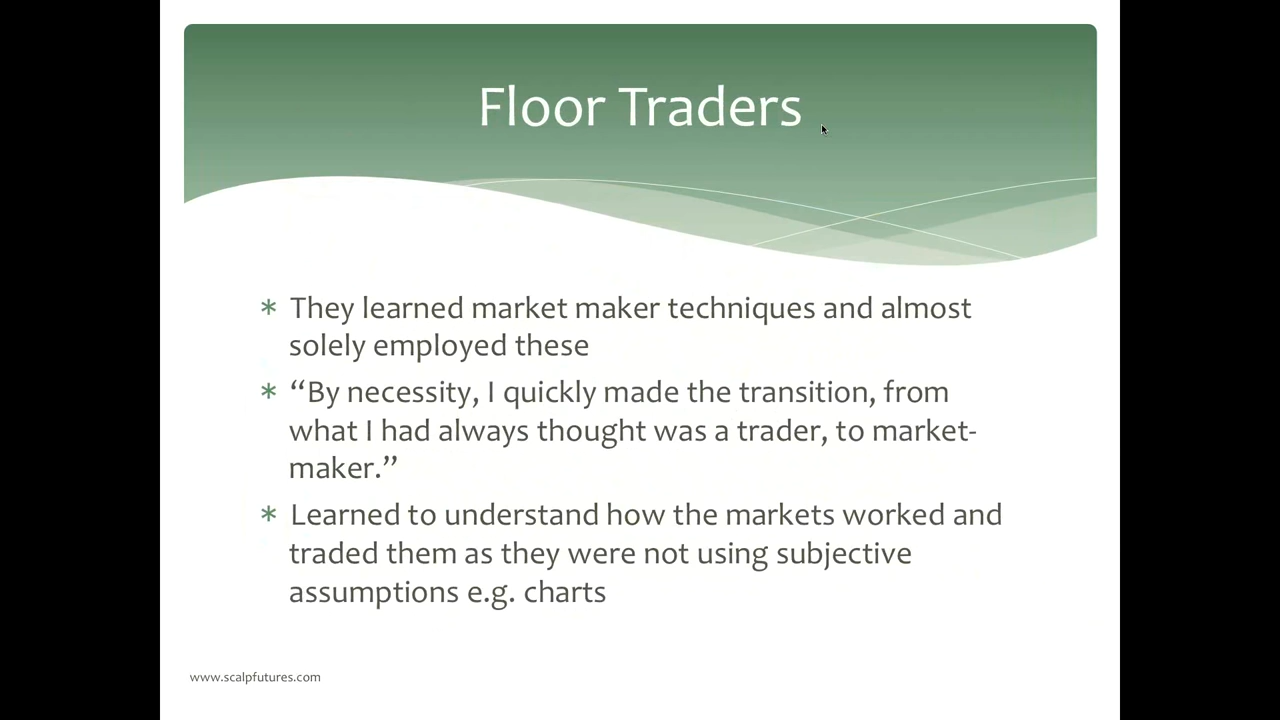 Floor Traders
* They learned market maker techniques and almost
solely employed these
* “By necessity, I quickly made the transition, from
what I had always thought was a trader, to market-
maker.”
* Learned to understand how the markets worked and
traded them as they were not using subjective
assumptions e.g. charts
www.scalpfutures.com